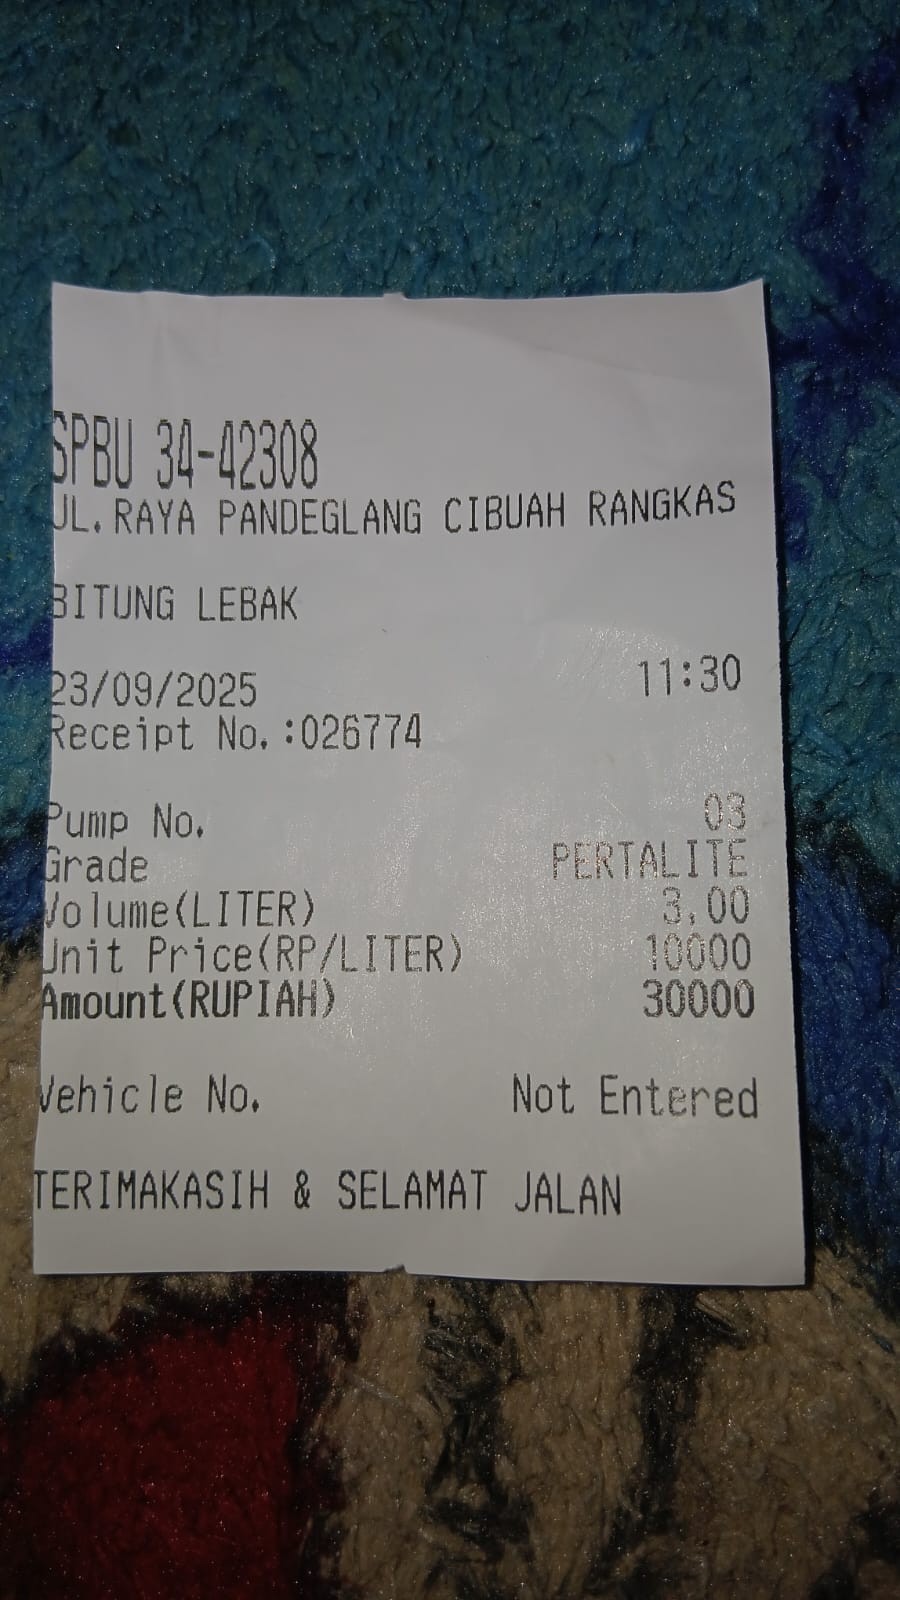 SPBU 34-42308
JL.RAYA PANDEGLANG CIBUAH RANGKAS
BITUNG LEBAK
23/09/2025 11:30
Receipt No.:026774
Pump No. 03
Grade PERTALITE
Volume(LITER) 3,00
Unit Price(RP/LITER) 10000
Amount(RUPIAH) 30000
Vehicle No. Not Entered
TERIMAKASIH & SELAMAT JALAN